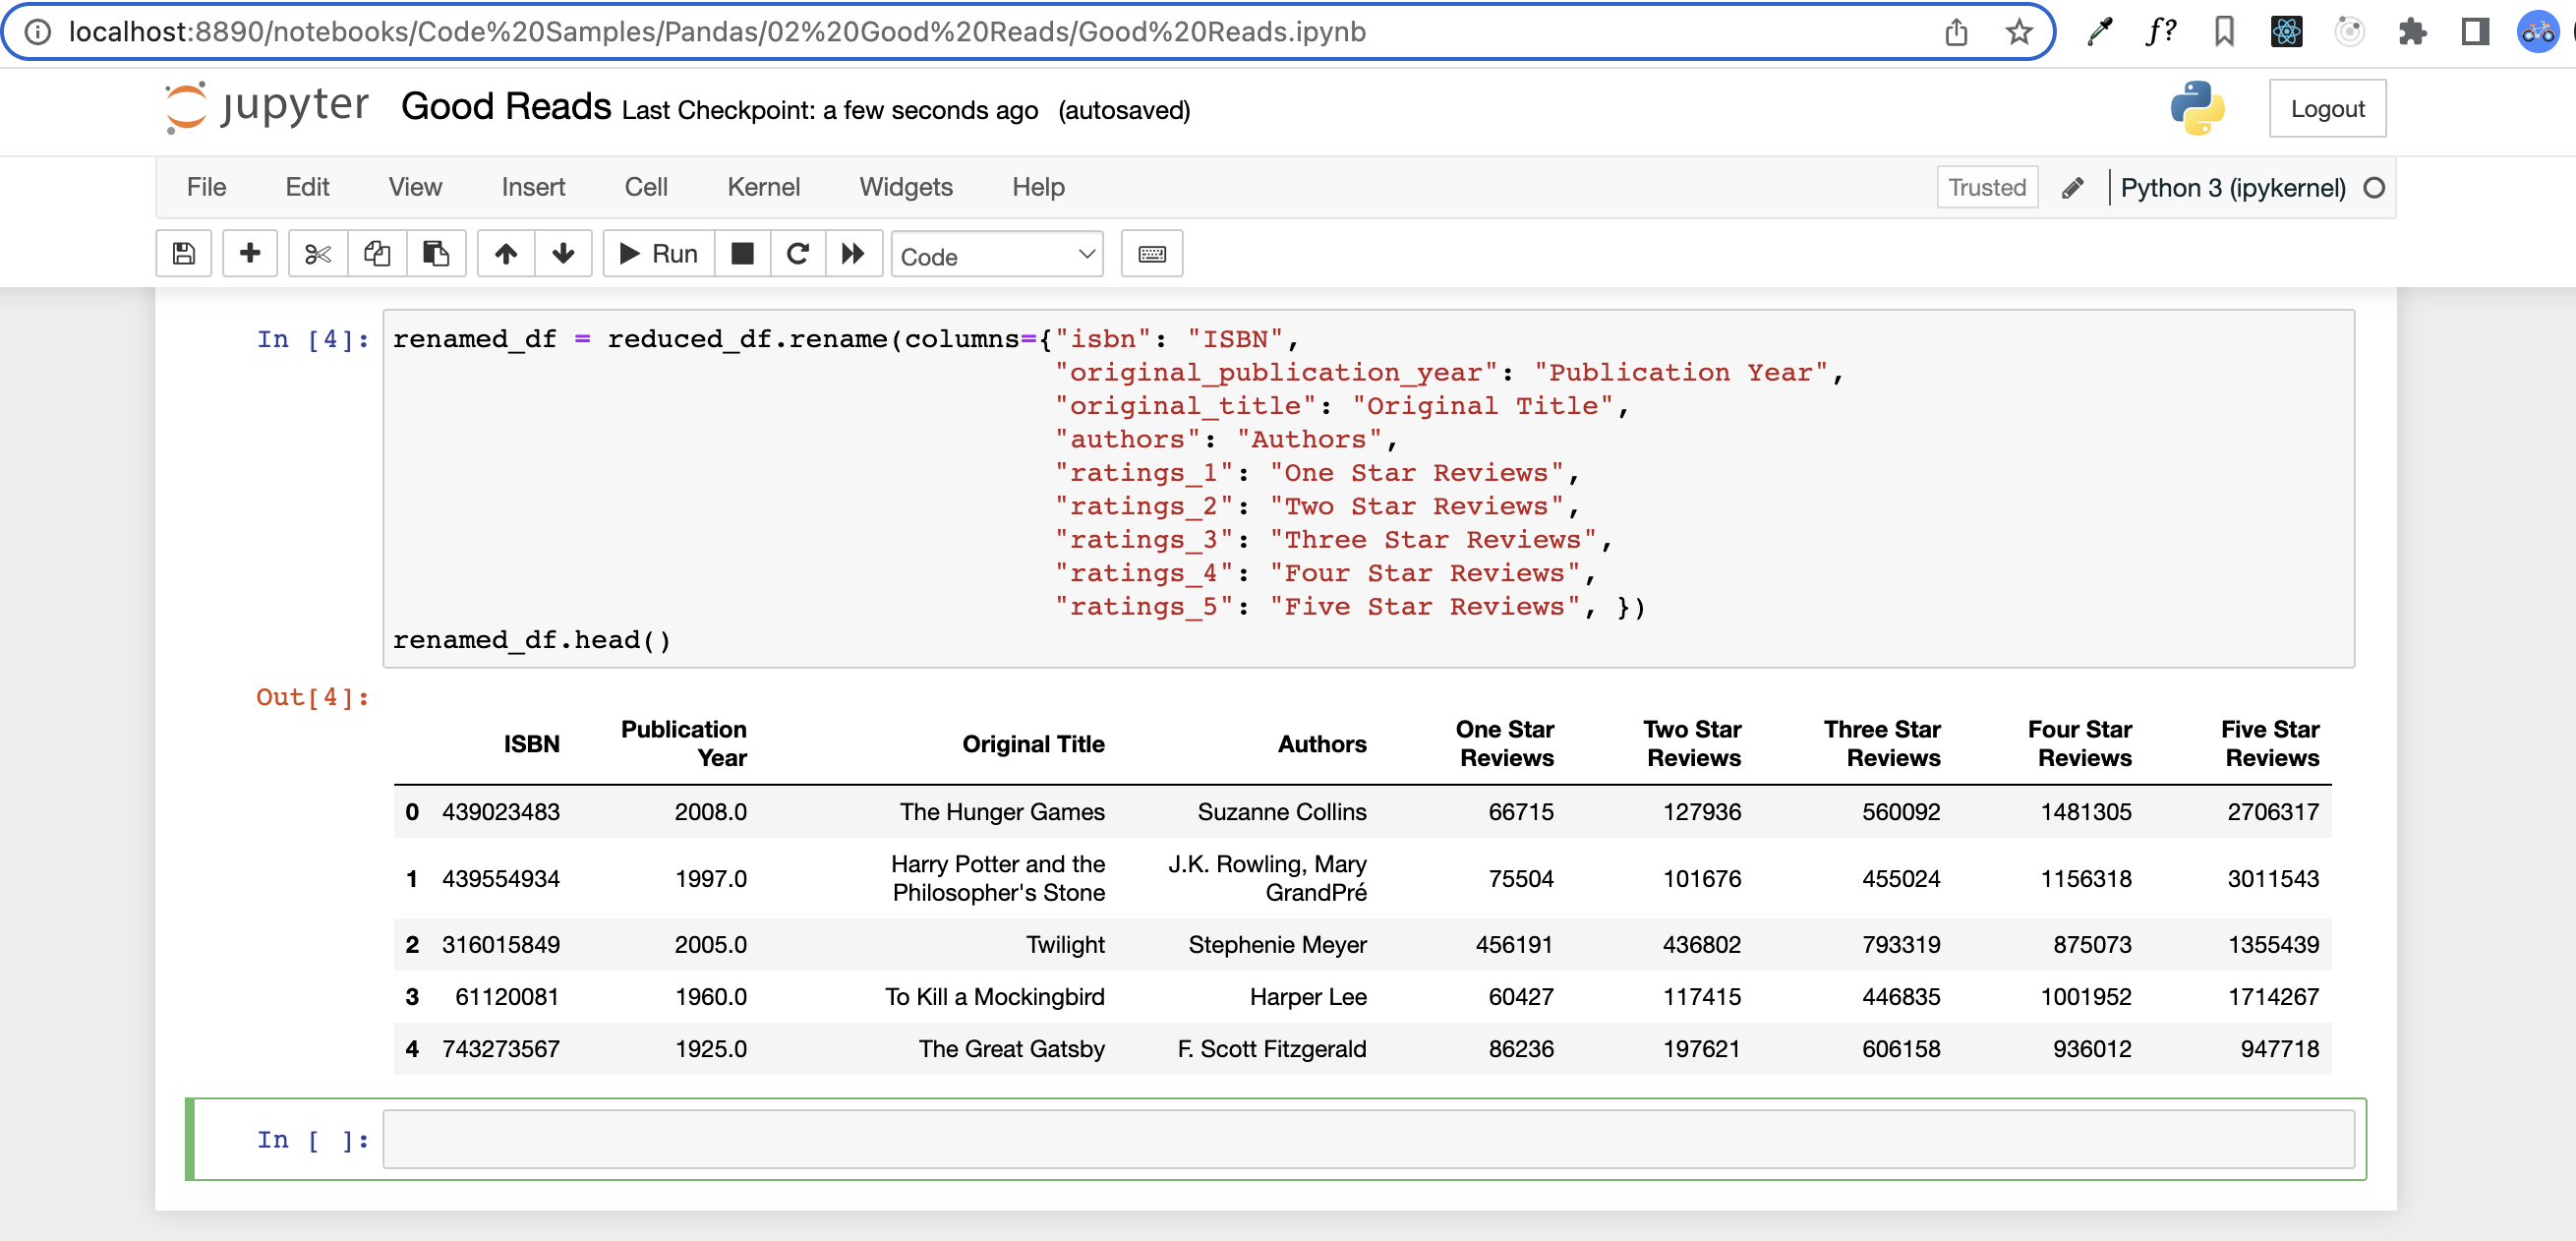 localhost:8890/notebooks/Code%20Samples/Pandas/02%20Good%20Reads/Good%20Reads.ipynb
f?
jupyter Good Reads Last Checkpoint: a few seconds ago (autosaved)
Logout
File Edit View Insert Cell Kernel Widgets Help
Trusted
Python 3 (ipykernel)
Run
Code
In [4]:
renamed_df = reduced_df.rename(columns={"isbn": "ISBN",
"original_publication_year": "Publication Year",
"original_title": "Original Title",
"authors": "Authors",
"ratings_1": "One Star Reviews",
"ratings_2": "Two Star Reviews",
"ratings_3": "Three Star Reviews",
"ratings_4": "Four Star Reviews",
"ratings_5": "Five Star Reviews", })
renamed_df.head()
Out[4]:
ISBN Publication Year Original Title Authors One Star Reviews Two Star Reviews Three Star Reviews Four Star Reviews Five Star Reviews
0 439023483 2008.0 The Hunger Games Suzanne Collins 66715 127936 560092 1481305 2706317
1 439554934 1997.0 Harry Potter and the Philosopher's Stone J.K. Rowling, Mary GrandPré 75504 101676 455024 1156318 3011543
2 316015849 2005.0 Twilight Stephenie Meyer 456191 436802 793319 875073 1355439
3 61120081 1960.0 To Kill a Mockingbird Harper Lee 60427 117415 446835 1001952 1714267
4 743273567 1925.0 The Great Gatsby F. Scott Fitzgerald 86236 197621 606158 936012 947718
In [ ]: